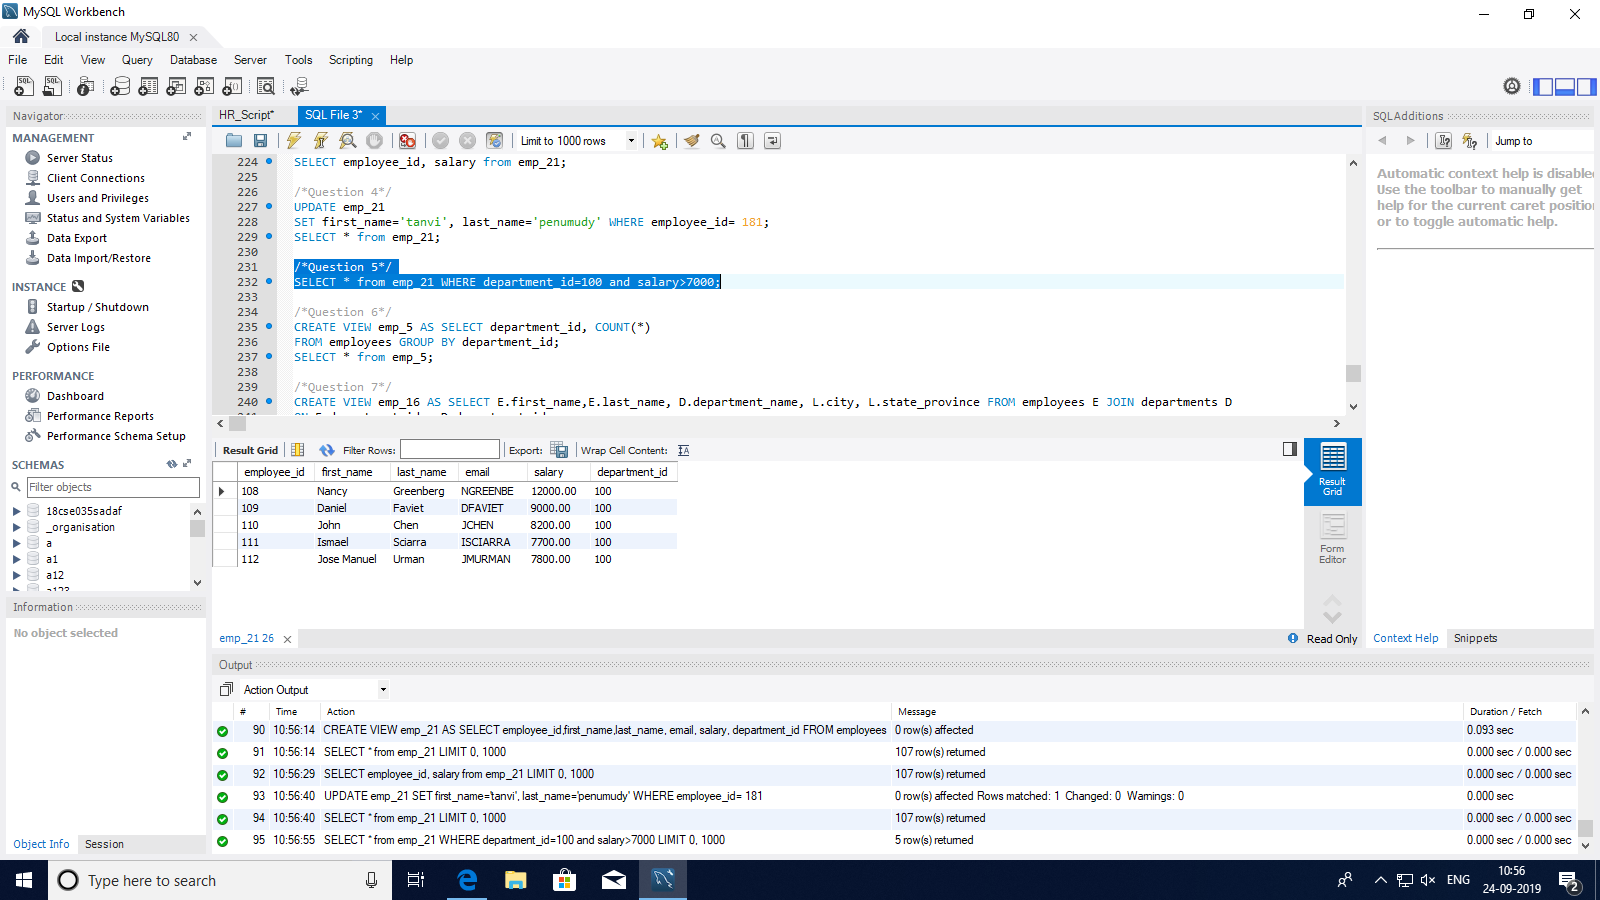 MySQL Workbench
Local instance MySQL80
File Edit View Query Database Server Tools Scripting Help
Navigator
MANAGEMENT
Server Status
Client Connections
Users and Privileges
Status and System Variables
Data Export
Data Import/Restore
INSTANCE
Startup / Shutdown
Server Logs
Options File
PERFORMANCE
Dashboard
Performance Reports
Performance Schema Setup
SCHEMAS
Filter objects
18cse035sadaf
_organisation
a
a1
a12
a123
Information
No object selected
Object Info Session
HR_Script* SQL File 3*
Limit to 1000 rows
224 SELECT employee_id, salary from emp_21;
225
226 /*Question 4*/
227 UPDATE emp_21
228 SET first_name='tanvi', last_name='penumudy' WHERE employee_id= 181;
229 SELECT * from emp_21;
230
231 /*Question 5*/
232 SELECT * from emp_21 WHERE department_id=100 and salary>7000;
233
234 /*Question 6*/
235 CREATE VIEW emp_5 AS SELECT department_id, COUNT(*)
236 FROM employees GROUP BY department_id;
237 SELECT * from emp_5;
238
239 /*Question 7*/
240 CREATE VIEW emp_16 AS SELECT E.first_name,E.last_name, D.department_name, L.city, L.state_province FROM employees E JOIN departments D
Result Grid Filter Rows: Export: Wrap Cell Content:
employee_id first_name last_name email salary department_id
108 Nancy Greenberg NGREENBE 12000.00 100
109 Daniel Faviet DFAVIET 9000.00 100
110 John Chen JCHEN 8200.00 100
111 Ismael Sciarra ISCIARRA 7700.00 100
112 Jose Manuel Urman JMURMAN 7800.00 100
Result
Grid
Form
Editor
emp_21 26
Read Only
SQLAdditions
Jump to
Automatic context help is disable
Use the toolbar to manually get
help for the current caret position
or to toggle automatic help.
Context Help Snippets
Output
Action Output
# Time Action Message Duration / Fetch
90 10:56:14 CREATE VIEW emp_21 AS SELECT employee_id,first_name,last_name, email, salary, department_id FROM employees 0 row(s) affected 0.093 sec
91 10:56:14 SELECT * from emp_21 LIMIT 0, 1000 107 row(s) returned 0.000 sec / 0.000 sec
92 10:56:29 SELECT employee_id, salary from emp_21 LIMIT 0, 1000 107 row(s) returned 0.000 sec / 0.000 sec
93 10:56:40 UPDATE emp_21 SET first_name='tanvi', last_name='penumudy' WHERE employee_id= 181 0 row(s) affected Rows matched: 1 Changed: 0 Warnings: 0 0.000 sec
94 10:56:40 SELECT * from emp_21 LIMIT 0, 1000 107 row(s) returned 0.000 sec / 0.000 sec
95 10:56:55 SELECT * from emp_21 WHERE department_id=100 and salary>7000 LIMIT 0, 1000 5 row(s) returned 0.000 sec / 0.000 sec
Type here to search
ENG
10:56
24-09-2019
2